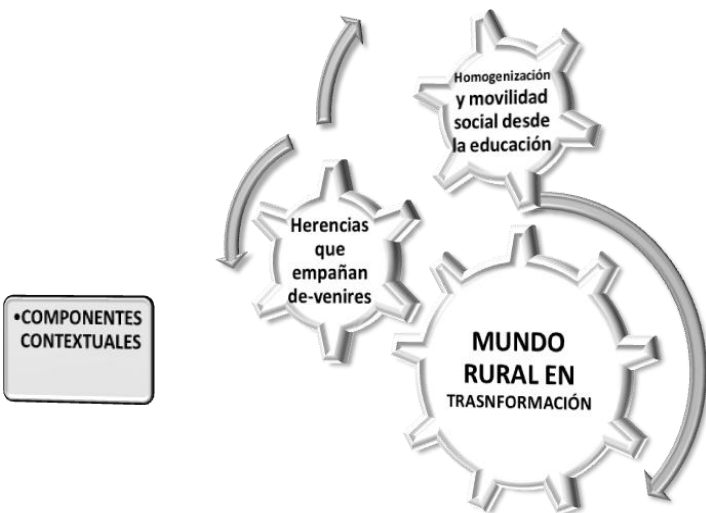 Homogenización
y movilidad
social desde
la educación
Herencias
que
empañan
de-venires
•COMPONENTES
CONTEXTUALES
MUNDO
RURAL EN
TRASNFORMACIÓN